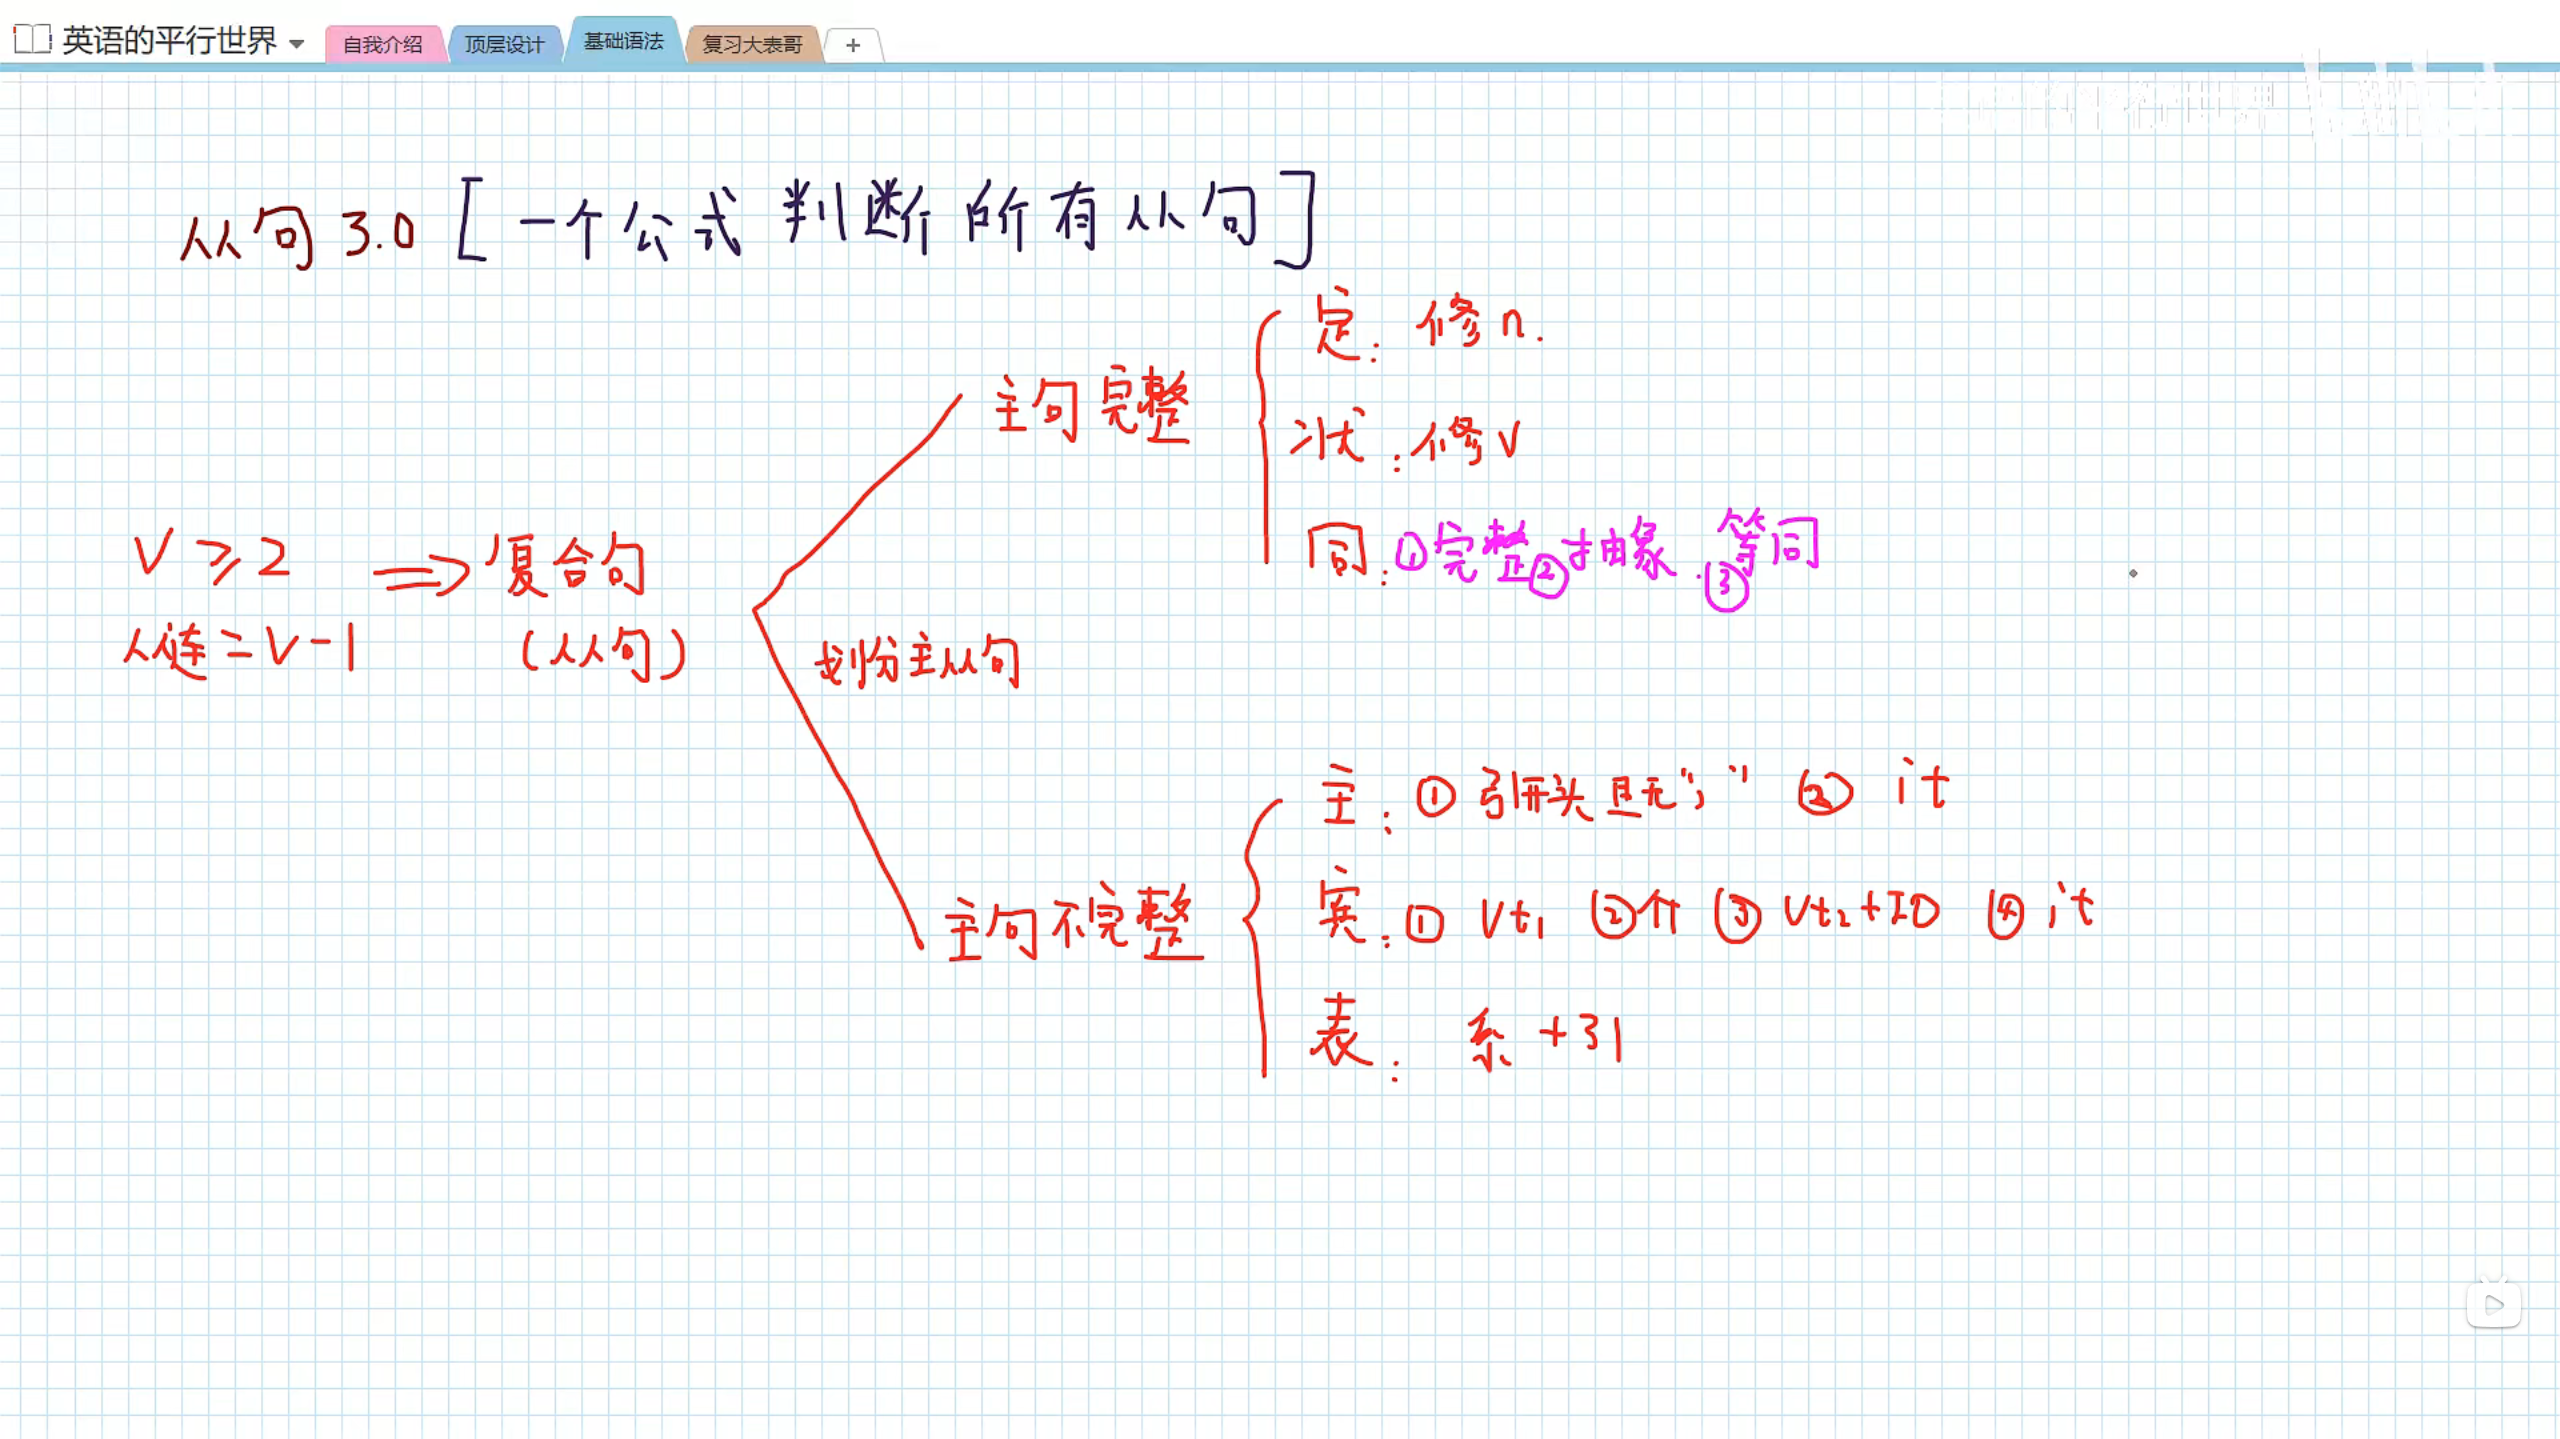 英语的平行世界
自我介绍
顶层设计
基础语法
复习大表哥
+
从句 3.0 [一个公式 判断所有从句]
定: 修n.
主句完整
状: 修v
同: ①完整②抽象.③等同
V≥2 ⇒ 复合句
从连=V-1 (从句)
划分主从句
主: ①引开头且无";" ② it
主句不完整
宾: ① Vt₁ ②介 ③ Vt₂+IO ④ it
表: 系+引